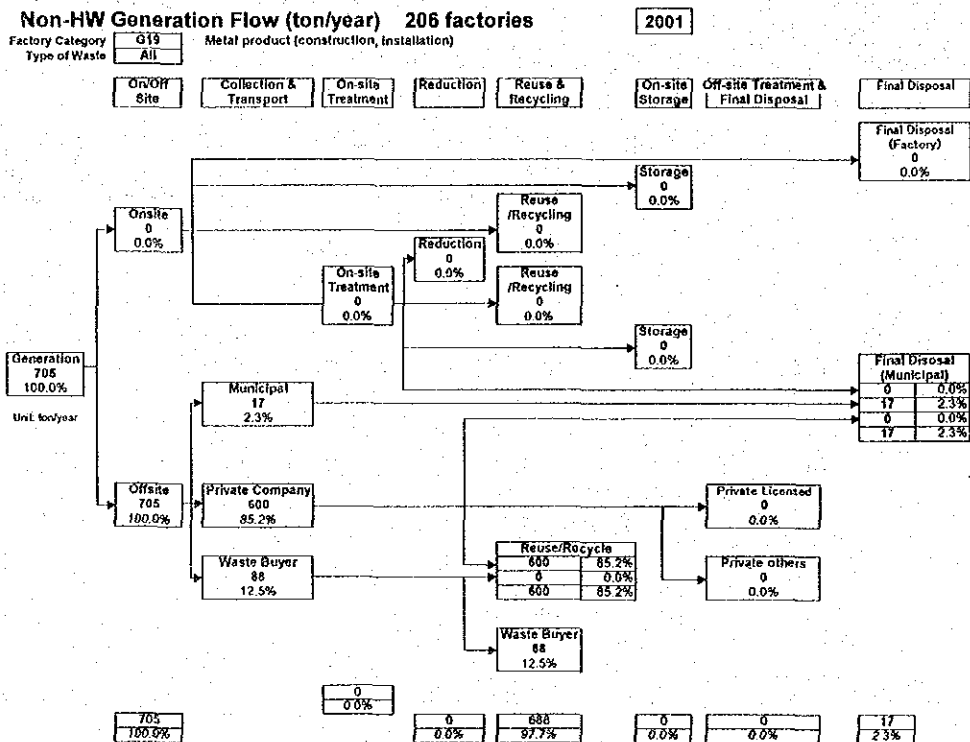 Non-HW Generation Flow (ton/year) 206 factories 2001
Factory Category G19 Metal product (construction, installation)
Type of Waste All
On/Off Site
Collection & Transport
On-site Treatment
Reduction
Reuse & Recycling
On-site Storage
Off-site Treatment & Final Disposal
Final Disposal
Final Disposal
(Factory)
0
0.0%
Storage
0
0.0%
Onsite
0
0.0%
Reuse
/Recycling
0
0.0%
Reduction
0
0.0%
On-site
Treatment
0
0.0%
Reuse
/Recycling
0
0.0%
Storage
0
0.0%
Generation
705
100.0%
Unit: ton/year
Municipal
17
2.3%
Final Disosal
(Municipal)
0 0.0%
17 2.3%
0 0.0%
17 2.3%
Offsite
705
100.0%
Private Company
600
85.2%
Private Licensed
0
0.0%
Waste Buyer
88
12.5%
Reuse/Recycle
600 85.2%
0 0.0%
600 85.2%
Private others
0
0.0%
Waste Buyer
88
12.5%
0
0.0%
705 0 688 0 0 17
100.0% 0.0% 97.7% 0.0% 0.0% 2.3%